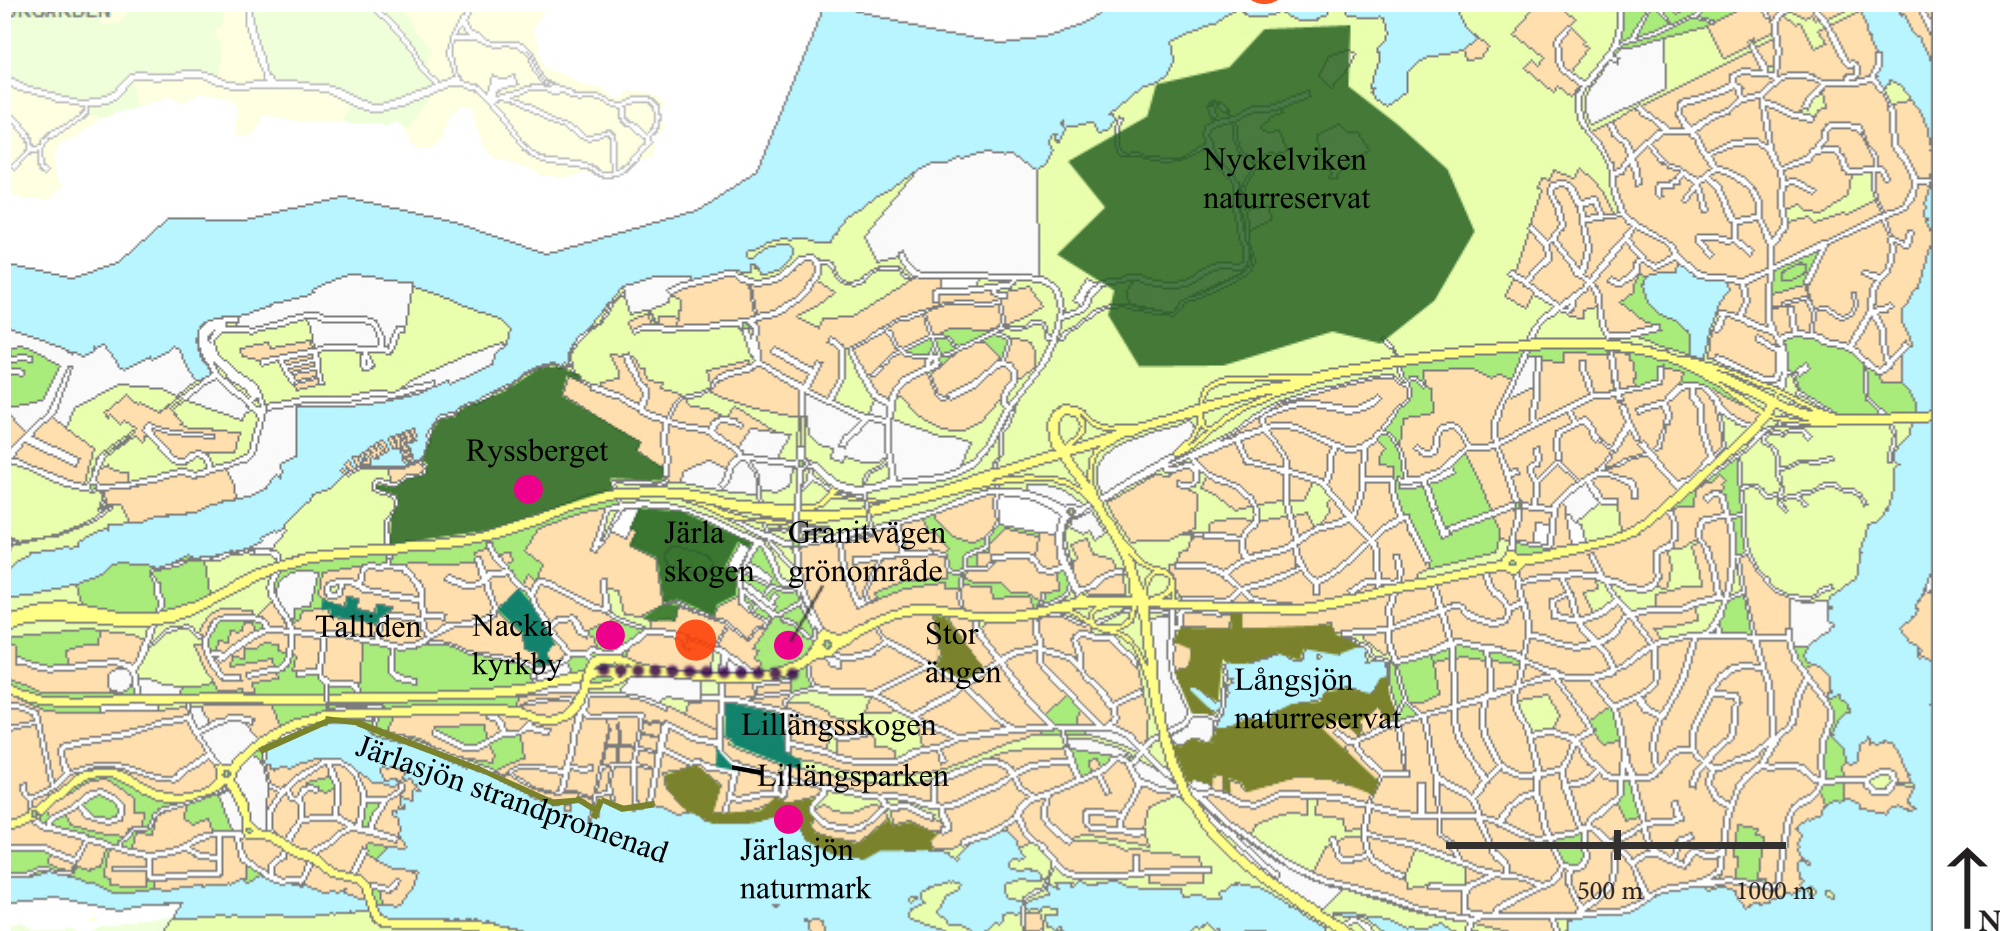 Nyckelviken
naturreservat
Ryssberget
Järla
skogen
Granitvägen
grönområde
Talliden
Nacka
kyrkby
Stor
ängen
Långsjön
naturreservat
Lillängsskogen
Lillängsparken
Järlasjön strandpromenad
Järlasjön
naturmark
500 m
1000 m
N